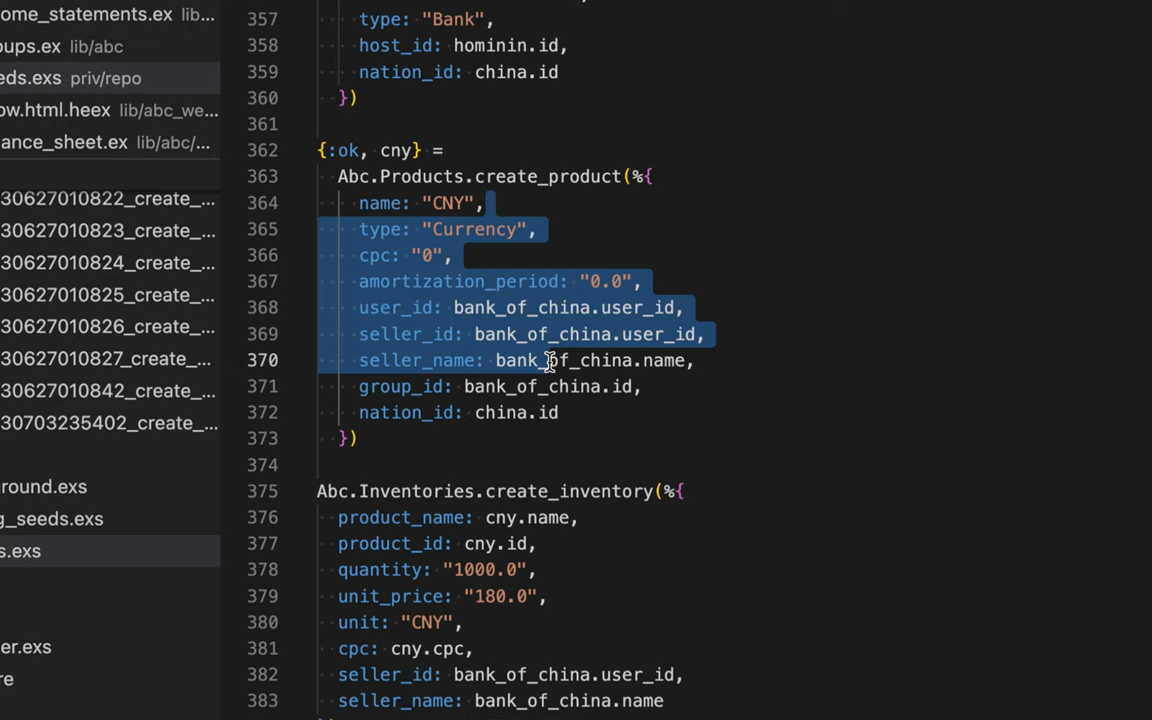 ome_statements.ex lib...
oups.ex lib/abc
eds.exs priv/repo
ow.html.heex lib/abc_we...
ance_sheet.ex lib/abc/...
30627010822_create_...
30627010823_create_...
30627010824_create_...
30627010825_create_...
30627010826_create_...
30627010827_create_...
30627010842_create_...
30703235402_create_...
round.exs
g_seeds.exs
s.exs
er.exs
re
357 type: "Bank",
358 host_id: hominin.id,
359 nation_id: china.id
360 })
361
362 {:ok, cny} =
363 Abc.Products.create_product(%{
364 name: "CNY",
365 type: "Currency",
366 cpc: "0",
367 amortization_period: "0.0",
368 user_id: bank_of_china.user_id,
369 seller_id: bank_of_china.user_id,
370 seller_name: bank_of_china.name,
371 group_id: bank_of_china.id,
372 nation_id: china.id
373 })
374
375 Abc.Inventories.create_inventory(%{
376 product_name: cny.name,
377 product_id: cny.id,
378 quantity: "1000.0",
379 unit_price: "180.0",
380 unit: "CNY",
381 cpc: cny.cpc,
382 seller_id: bank_of_china.user_id,
383 seller_name: bank_of_china.name